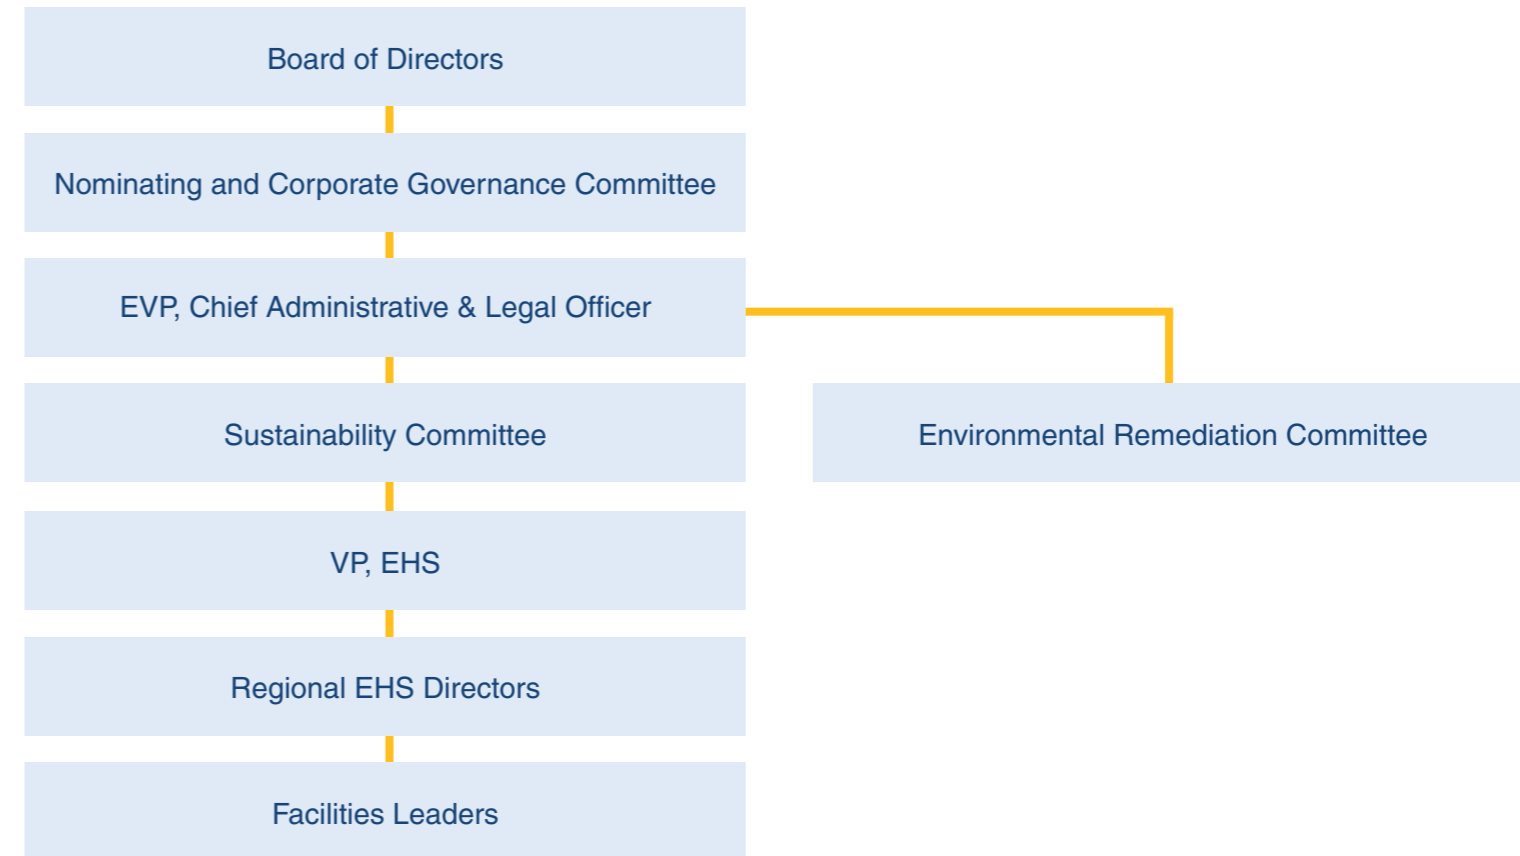 Board of Directors
Nominating and Corporate Governance Committee
EVP, Chief Administrative & Legal Officer
Sustainability Committee
Environmental Remediation Committee
VP, EHS
Regional EHS Directors
Facilities Leaders